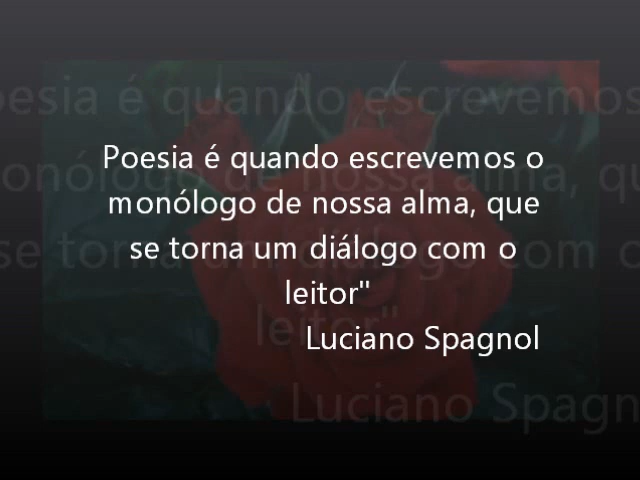 Poesia é quando escrevemos o
monólogo de nossa alma, que
se torna um diálogo com o
leitor"
Luciano Spagnol